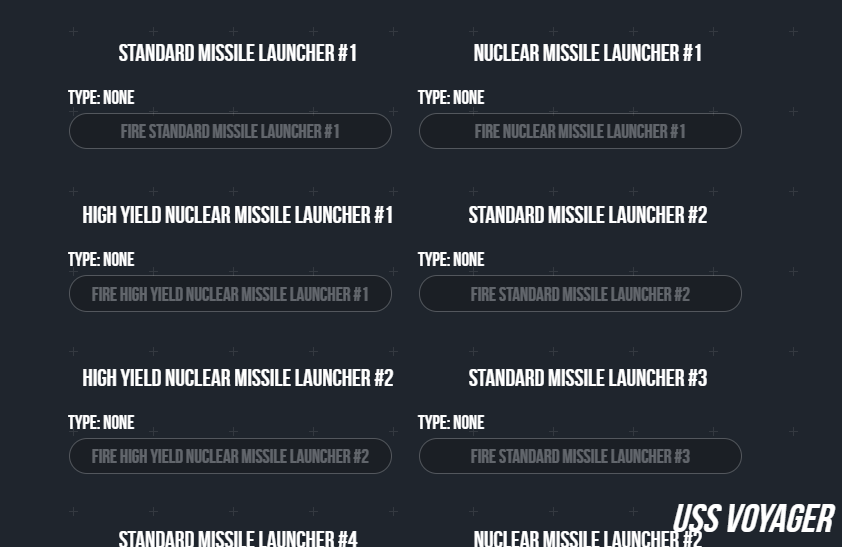 STANDARD MISSILE LAUNCHER #1
TYPE: NONE
FIRE STANDARD MISSILE LAUNCHER #1
NUCLEAR MISSILE LAUNCHER #1
TYPE: NONE
FIRE NUCLEAR MISSILE LAUNCHER #1
HIGH YIELD NUCLEAR MISSILE LAUNCHER #1
TYPE: NONE
FIRE HIGH YIELD NUCLEAR MISSILE LAUNCHER #1
STANDARD MISSILE LAUNCHER #2
TYPE: NONE
FIRE STANDARD MISSILE LAUNCHER #2
HIGH YIELD NUCLEAR MISSILE LAUNCHER #2
TYPE: NONE
FIRE HIGH YIELD NUCLEAR MISSILE LAUNCHER #2
STANDARD MISSILE LAUNCHER #3
TYPE: NONE
FIRE STANDARD MISSILE LAUNCHER #3
STANDARD MISSILE LAUNCHER #4
NUCLEAR MISSILE LAUNCHER #2
USS VOYAGER